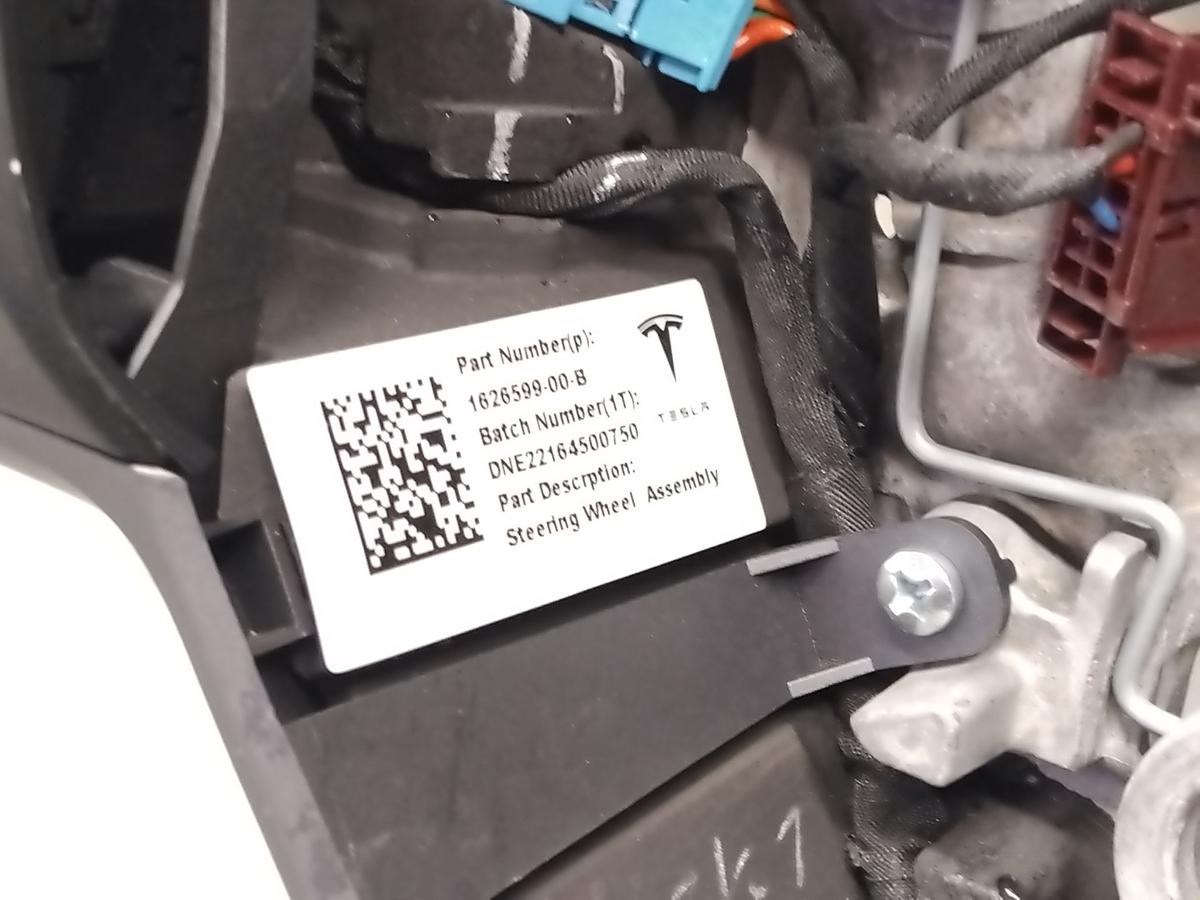 Part Number(p):
1626599-00-B
Batch Number(1T):
DNE22164500750
Part Descrption:
Steering Wheel Assembly
TESLA